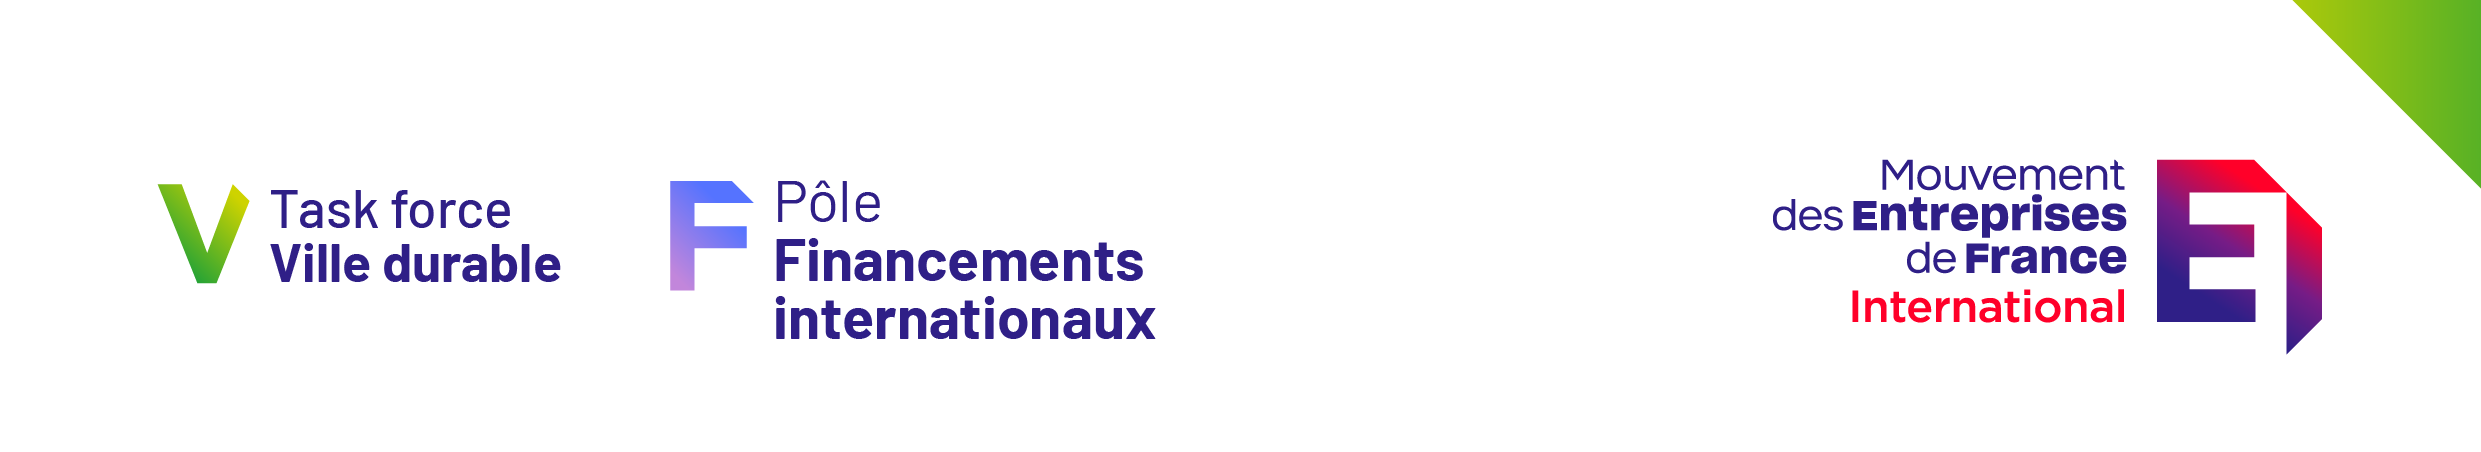 Task force
Ville durable
Pôle
Financements
internationaux
Mouvement
des Entreprises
de France
International